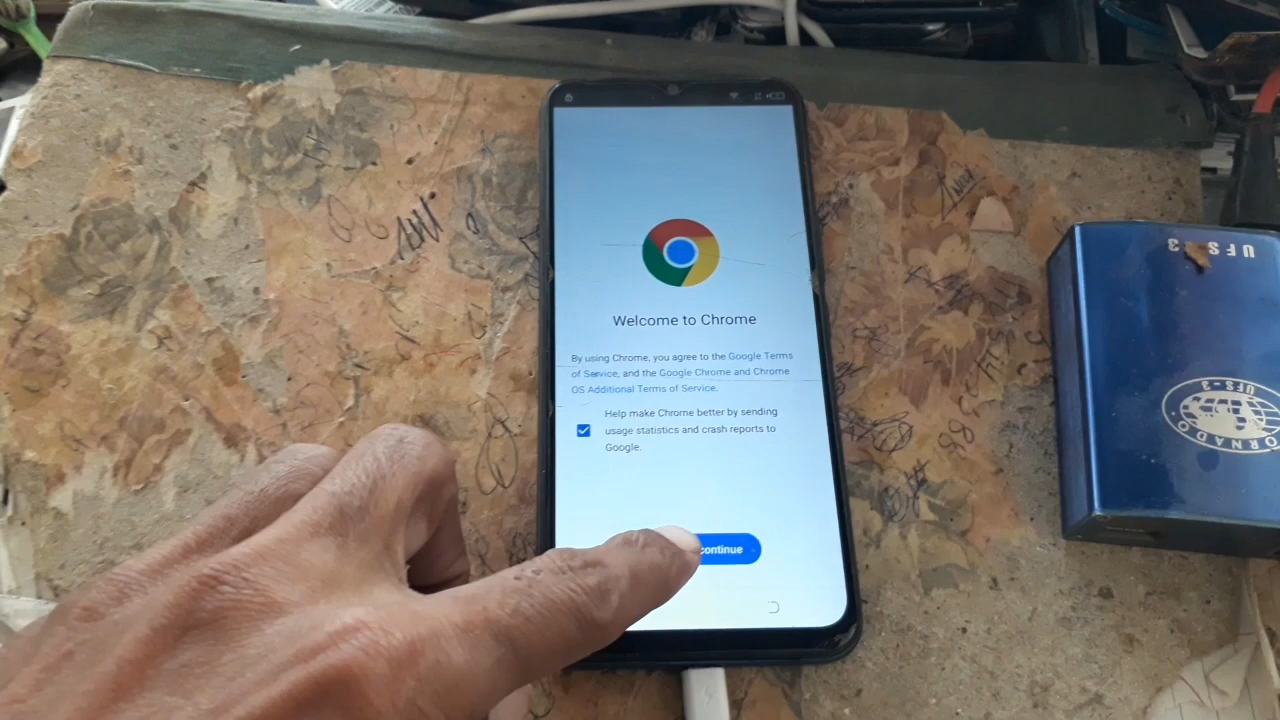 Welcome to Chrome
By using Chrome, you agree to the Google Terms
of Service, and the Google Chrome and Chrome
OS Additional Terms of Service.
Help make Chrome better by sending
usage statistics and crash reports to
Google.
continue
UFS-3
UFS-3